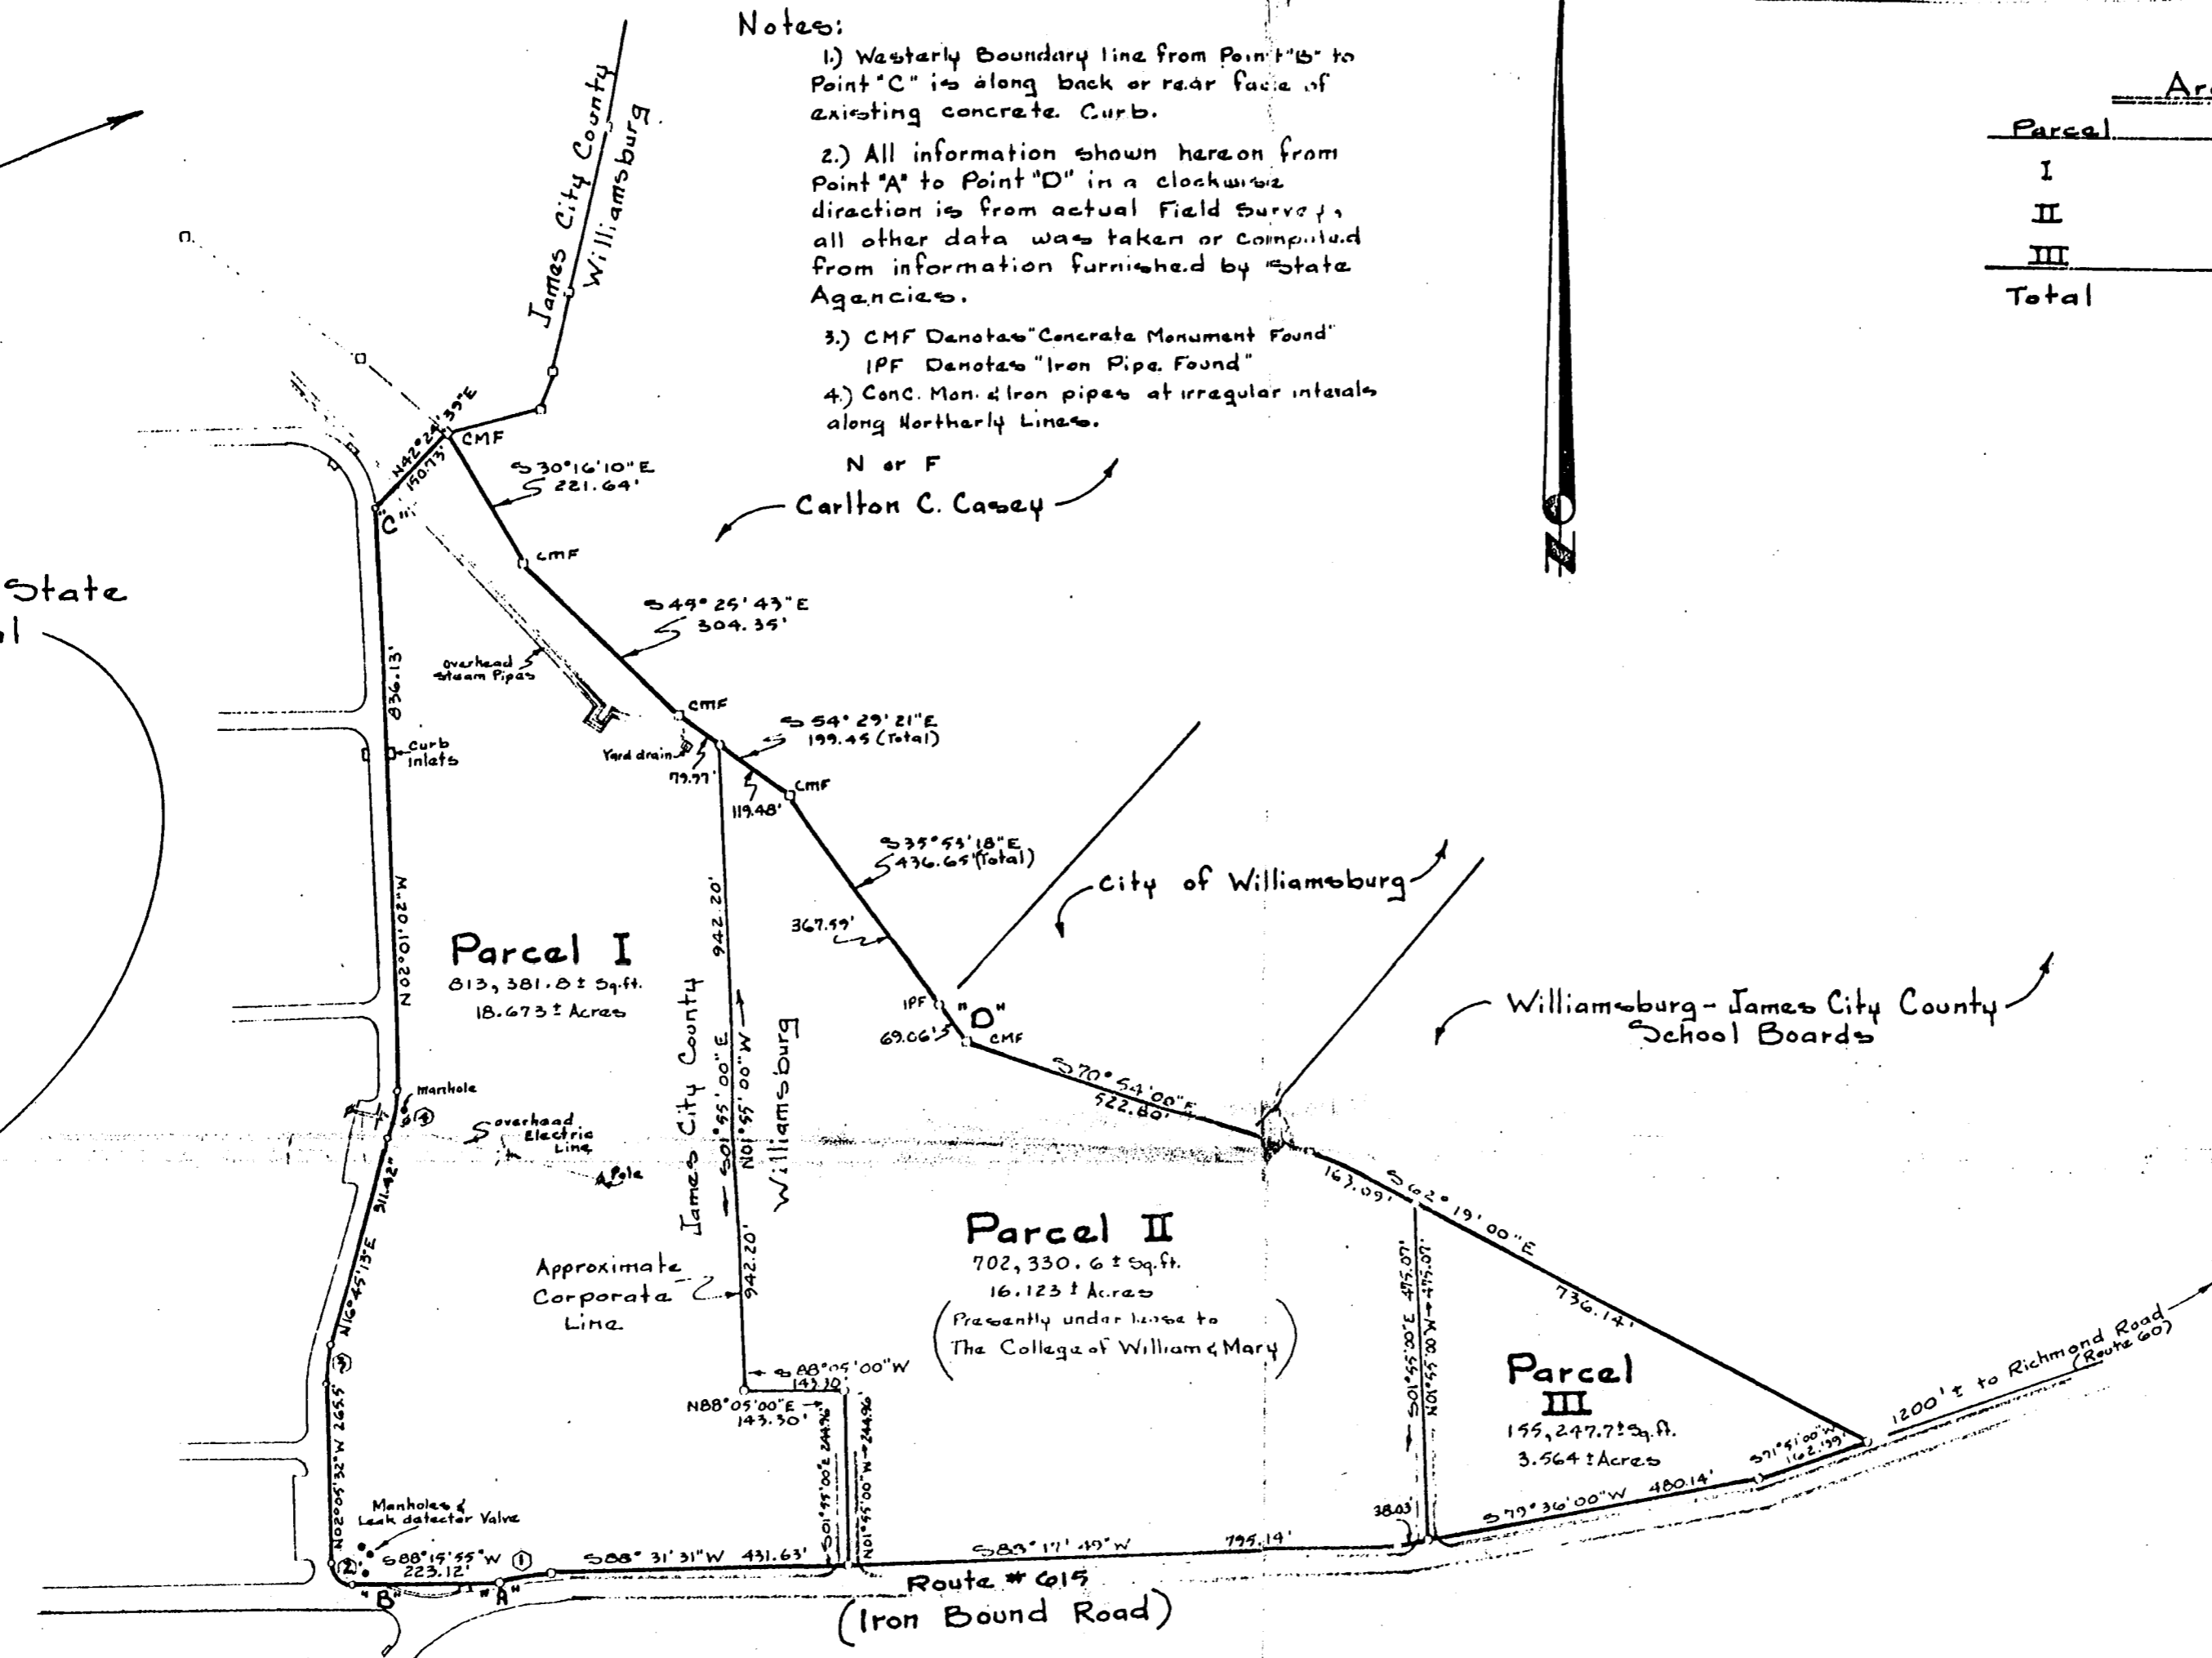 Notes:
1.) Westerly Boundary line from Point "B" to
Point "C" is along back or rear face of
existing concrete Curb.
2.) All information shown hereon from
Point "A" to Point "D" in a clockwise
direction is from actual Field Survey,
all other data was taken or computed
from information furnished by State
Agencies.
3.) CMF Denotes "Concrete Monument Found"
IPF Denotes "Iron Pipe Found"
4.) Conc. Mon. & Iron pipes at irregular interals
along Northerly Lines.
N or F
Carlton C. Casey
Parcel
I
II
III
Total
N
James City County
Williamsburg
State
N42°24'39"E
150.73'
CMF
"C"
S30°16'10"E
221.64'
CMF
S45°25'43"E
304.35'
Overhead
Steam Pipes
CMF
Yard drain
S54°29'21"E
199.45 (Total)
79.97'
119.48'
CMF
836.13'
Curb
Inlets
N02°01'02"W
S35°53'18"E
436.65' (Total)
367.59'
City of Williamsburg
IPF
"D"
69.06'
CMF
Williamsburg - James City County
School Boards
Parcel I
813,381.8± Sq.ft.
18.673± Acres
942.20'
S01°55'00"E
N01°55'00"W
James City County
Williamsburg
942.20'
S70°54'00"E
522.80'
manhole
4
overhead
Electric
Line
Pole
N16°45'13"E
311.42'
163.09'
S62°19'00"E
736.14'
Approximate
Corporate
Line
Parcel II
702,330.6± Sq.ft.
16.123± Acres
(Presently under lease to
The College of William & Mary)
S01°55'00"E 475.07'
N01°55'00"W 475.07'
Parcel
III
155,247.7± Sq.ft.
3.564± Acres
1200'± to Richmond Road
(Route 60)
3
S88°05'00"W
143.30'
N88°05'00"E
143.30'
S01°55'00"E 244.96'
N01°55'00"W 244.96'
N02°05'32"W 265.5'
Manholes &
Leak detector Valve
2
S88°15'55"W
223.12'
1
"B"
"A"
S88°31'31"W 431.63'
S83°17'49"W 795.14'
38.03'
S79°36'00"W 480.14'
S71°51'00"W
162.99'
Route # 615
(Iron Bound Road)